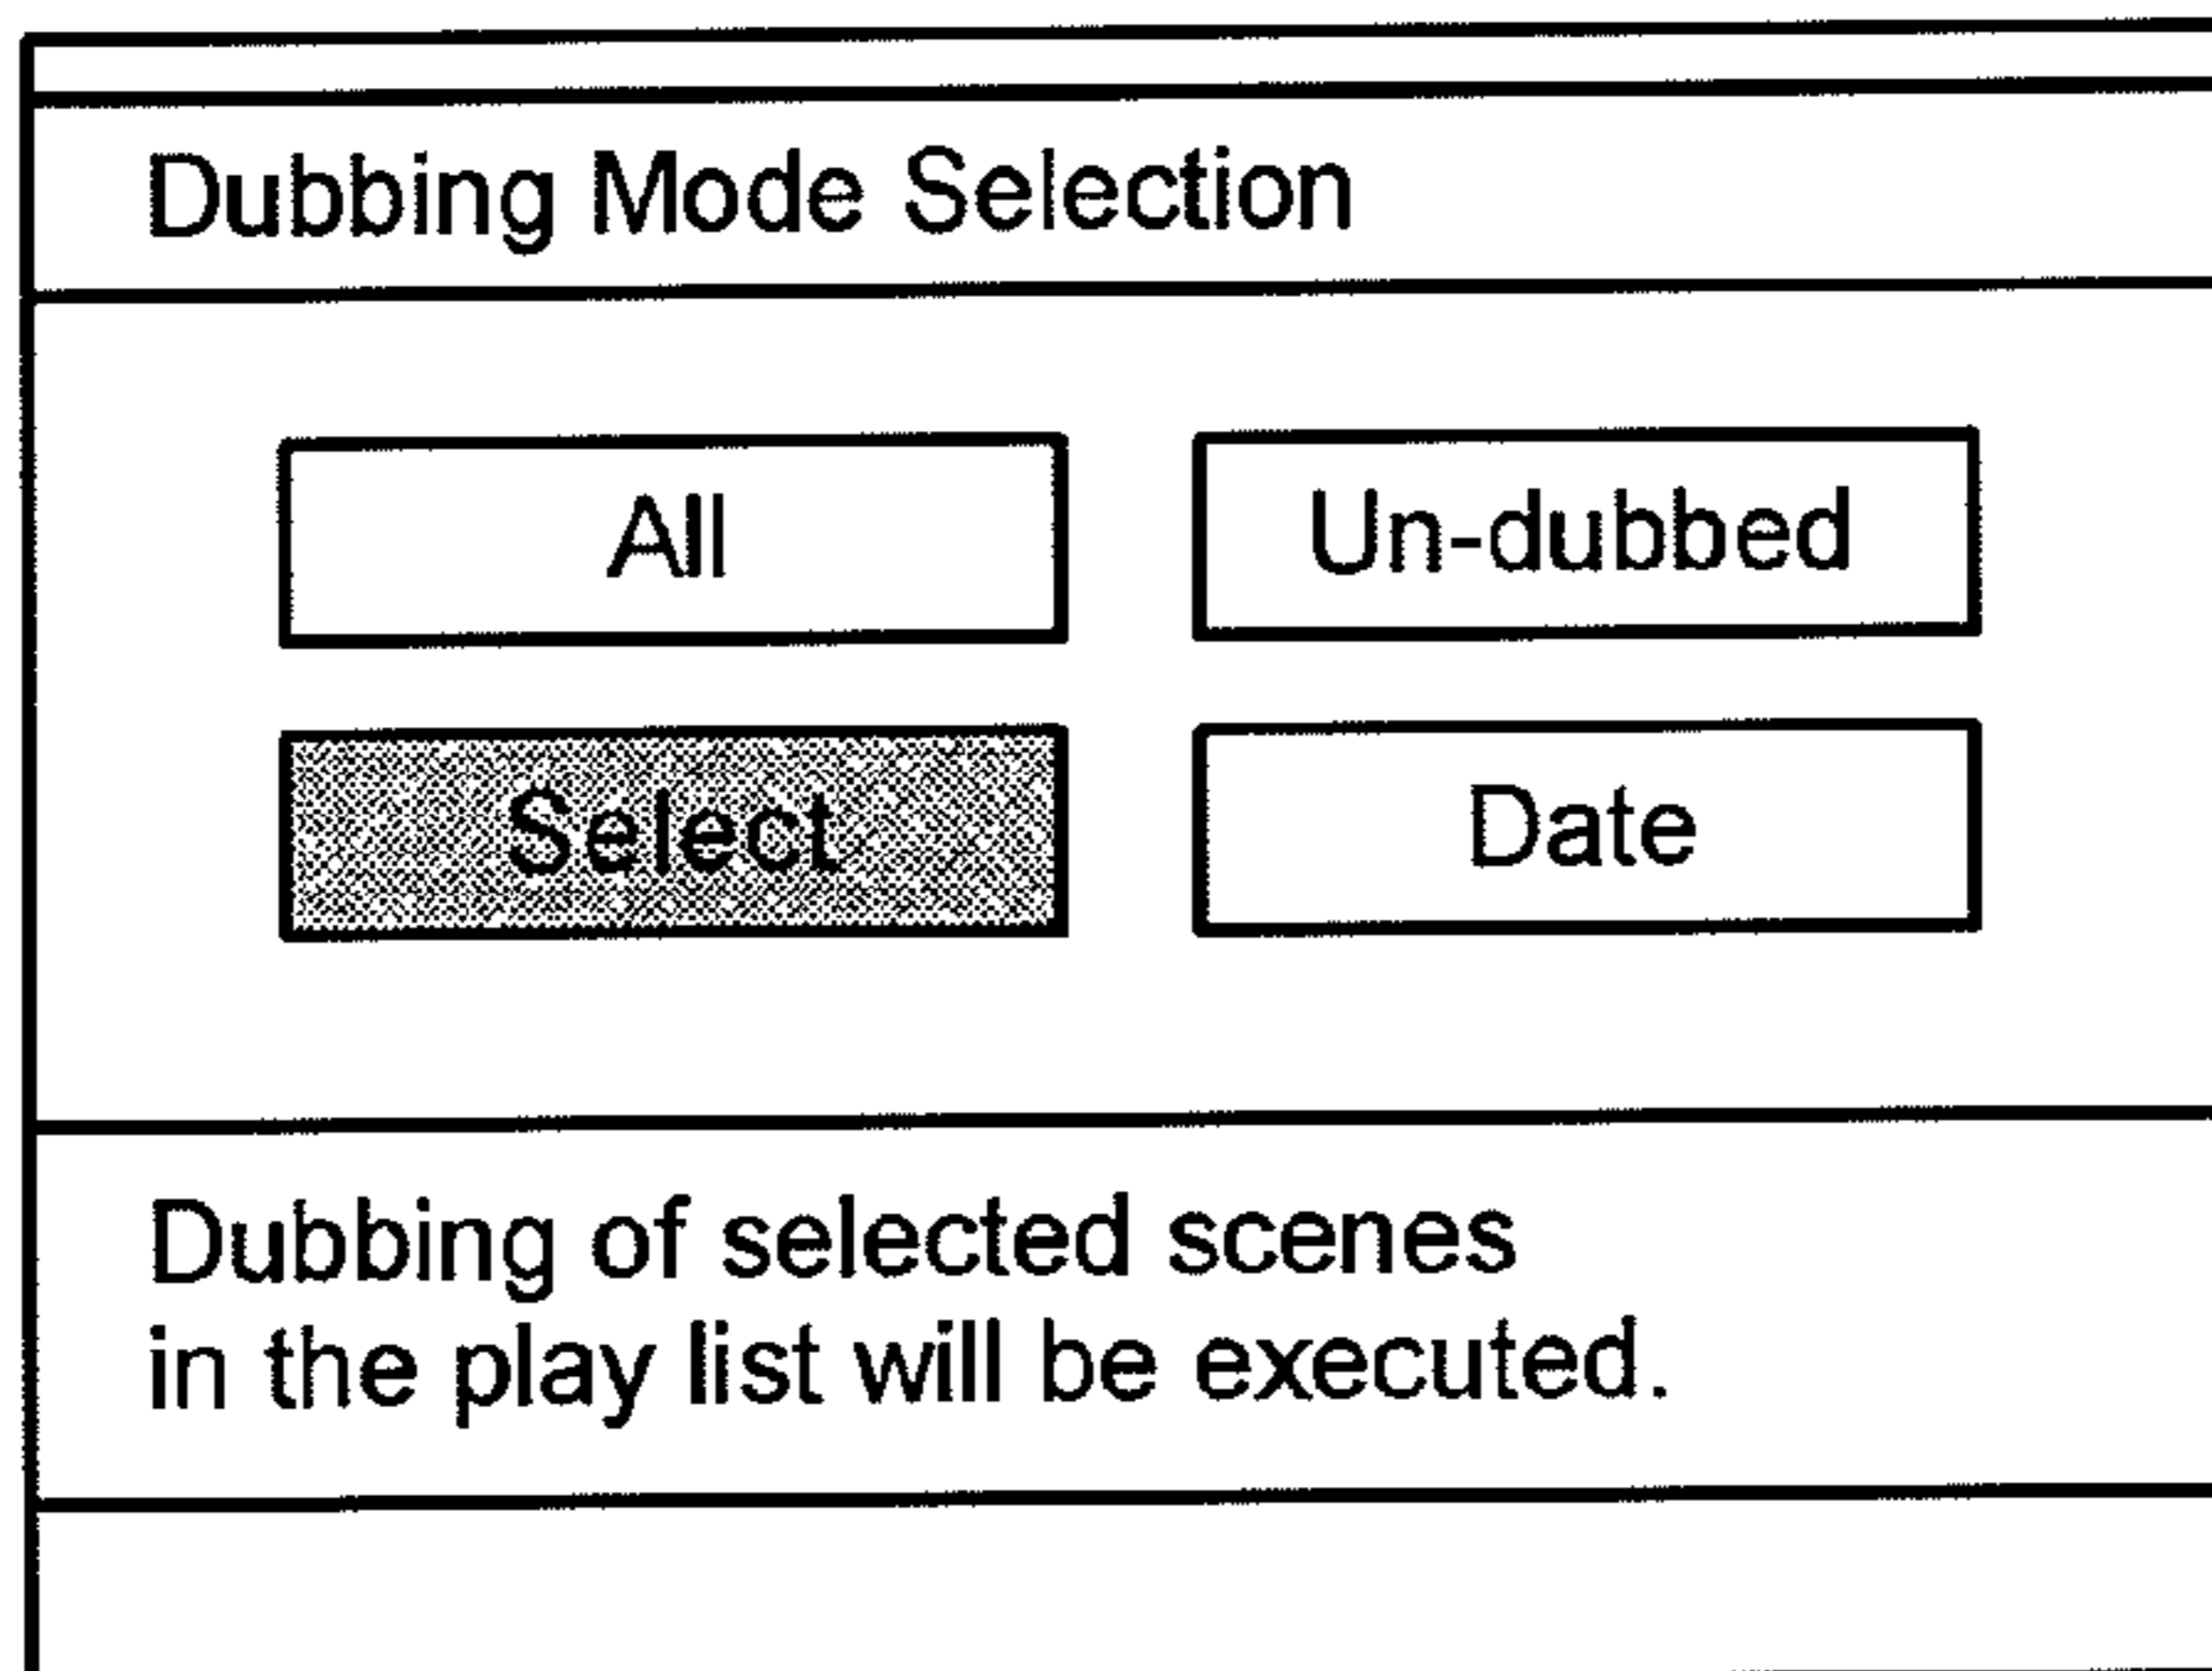 Dubbing Mode Selection
All
Un-dubbed
Select
Date
Dubbing of selected scenes
in the play list will be executed.